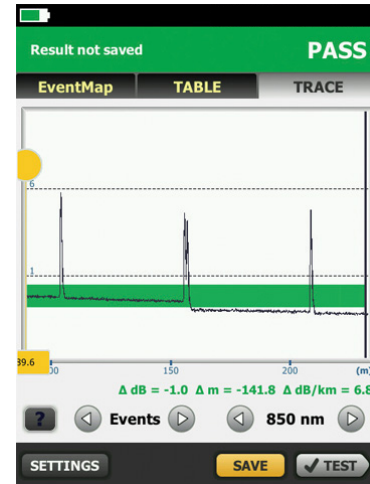 Result not saved PASS
EventMap TABLE TRACE
6
1
39.6 00 150 200 (m)
Δ dB = -1.0 Δ m = -141.8 Δ dB/km = 6.8
? Events 850 nm
SETTINGS SAVE TEST